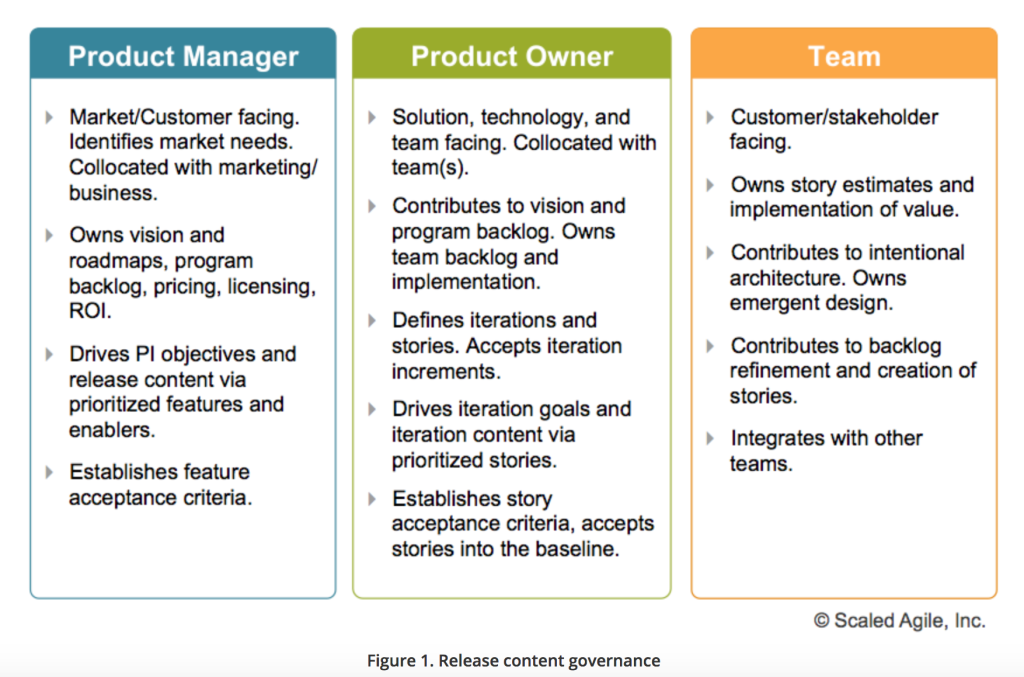 Product Manager
Market/Customer facing.
Identifies market needs.
Collocated with marketing/
business.
Owns vision and
roadmaps, program
backlog, pricing, licensing,
ROI.
Drives PI objectives and
release content via
prioritized features and
enablers.
Establishes feature
acceptance criteria.
Product Owner
Solution, technology, and
team facing. Collocated with
team(s).
Contributes to vision and
program backlog. Owns
team backlog and
implementation.
Defines iterations and
stories. Accepts iteration
increments.
Drives iteration goals and
iteration content via
prioritized stories.
Establishes story
acceptance criteria, accepts
stories into the baseline.
Team
Customer/stakeholder
facing.
Owns story estimates and
implementation of value.
Contributes to intentional
architecture. Owns
emergent design.
Contributes to backlog
refinement and creation of
stories.
Integrates with other
teams.
© Scaled Agile, Inc.
Figure 1. Release content governance